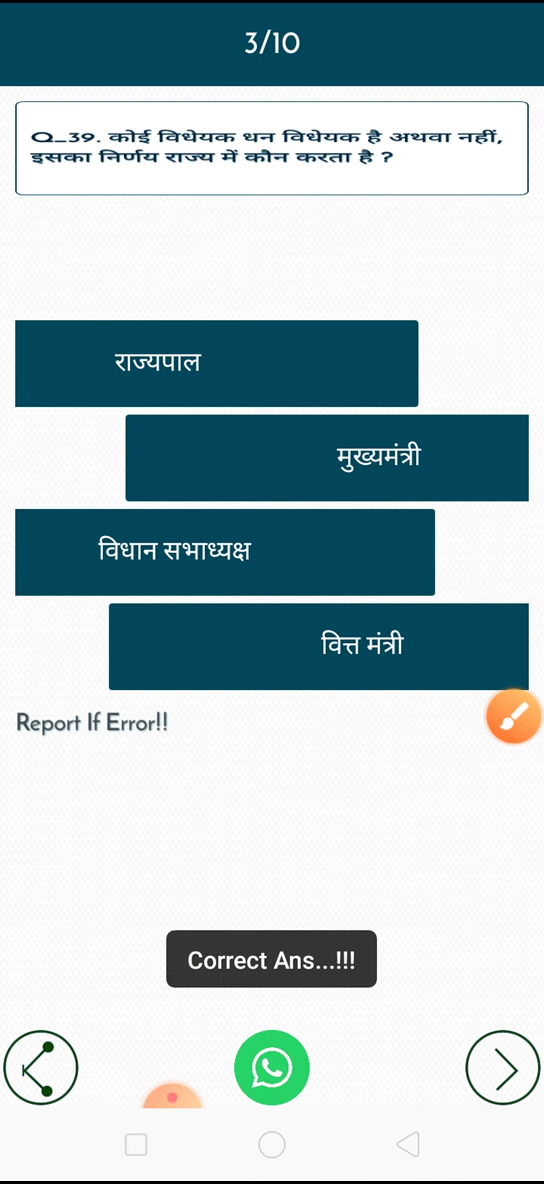 3/10
Q_39. कोई विधेयक धन विधेयक है अथवा नहीं,
इसका निर्णय राज्य में कौन करता है ?
राज्यपाल
मुख्यमंत्री
विधान सभाध्यक्ष
वित्त मंत्री
Report If Error!!
Correct Ans...!!!